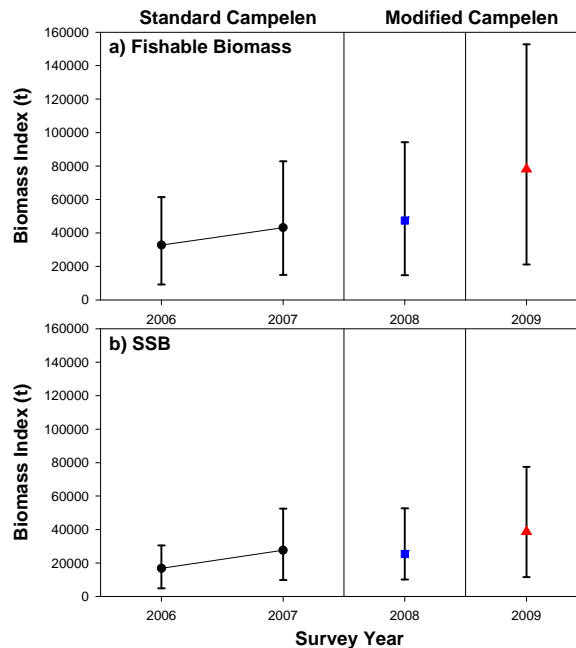 Standard Campelen Modified Campelen
160000
a) Fishable Biomass
140000
120000
100000
80000
60000
40000
20000
0
Biomass Index (t)
2006 2007 2008 2009
160000
b) SSB
140000
120000
100000
80000
60000
40000
20000
0
Biomass Index (t)
2006 2007 2008 2009
Survey Year